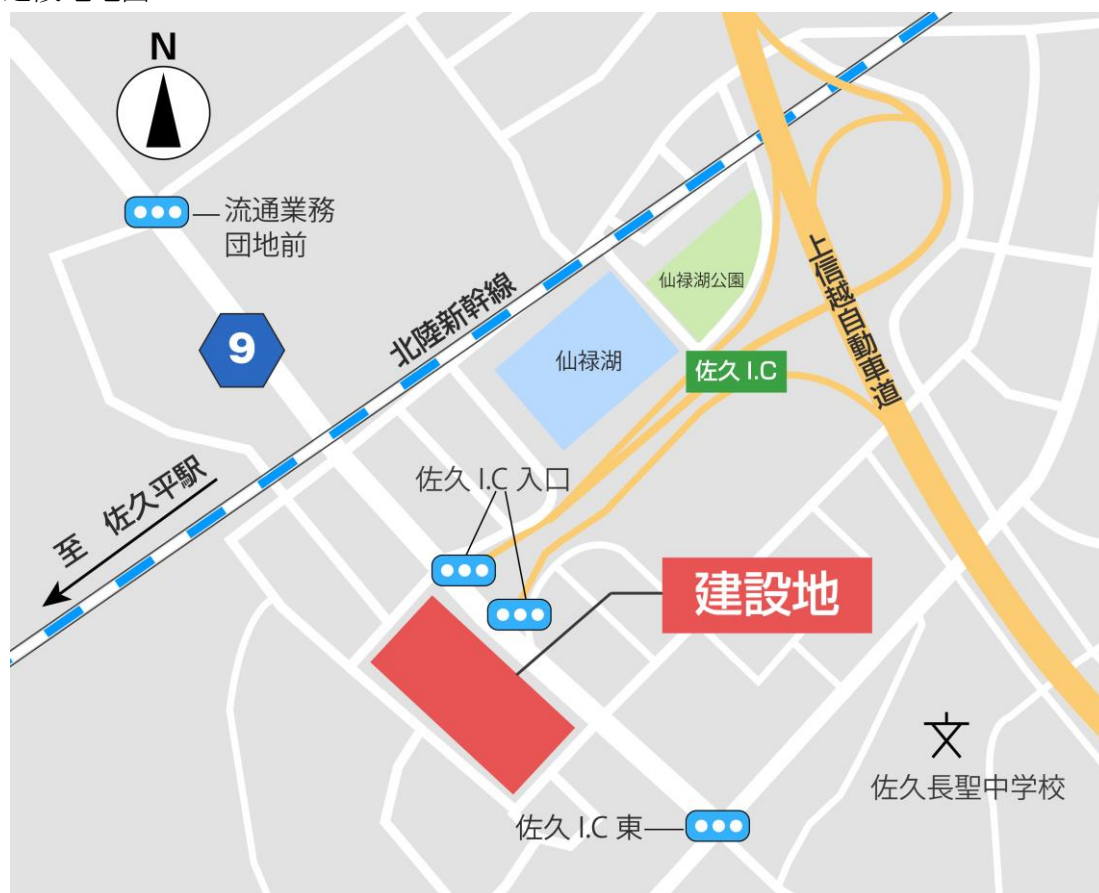 N
流通業務
団地前
9
北陸新幹線
至 佐久平駅
仙禄湖公園
仙禄湖
佐久 I.C
上信越自動車道
佐久 I.C 入口
建設地
文
佐久長聖中学校
佐久 I.C 東